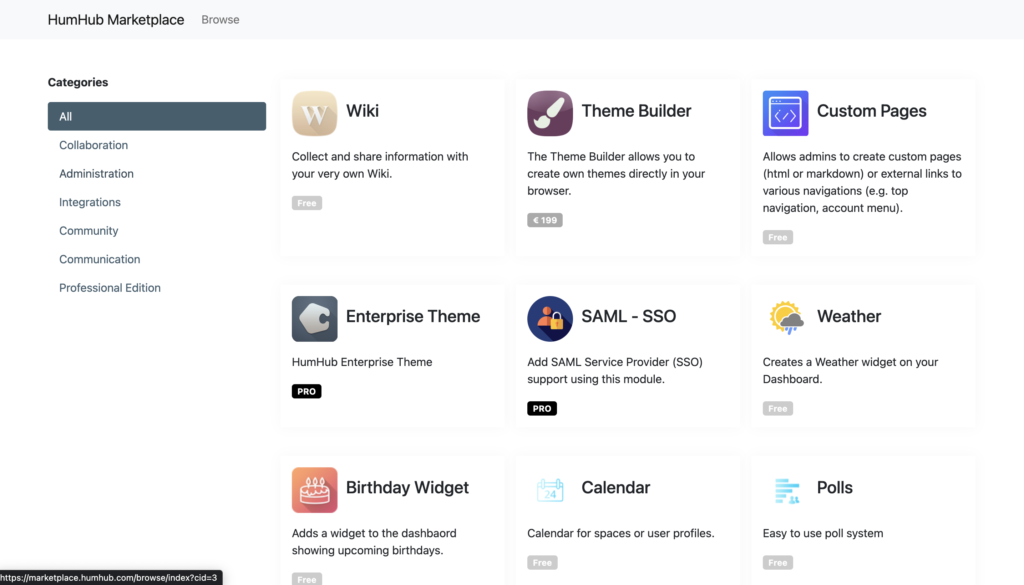 HumHub Marketplace Browse
Categories
All
Collaboration
Administration
Integrations
Community
Communication
Professional Edition
W
Wiki
Collect and share information with
your very own Wiki.
Free
Theme Builder
The Theme Builder allows you to
create own themes directly in your
browser.
€ 199
Custom Pages
Allows admins to create custom pages
(html or markdown) or external links to
various navigations (e.g. top
navigation, account menu).
Free
Enterprise Theme
HumHub Enterprise Theme
PRO
SAML - SSO
Add SAML Service Provider (SSO)
support using this module.
PRO
Weather
Creates a Weather widget on your
Dashboard.
Free
Birthday Widget
Adds a widget to the dashbaord
showing upcoming birthdays.
Free
24
Calendar
Calendar for spaces or user profiles.
Free
Polls
Easy to use poll system
Free
https://marketplace.humhub.com/browse/index?cid=3